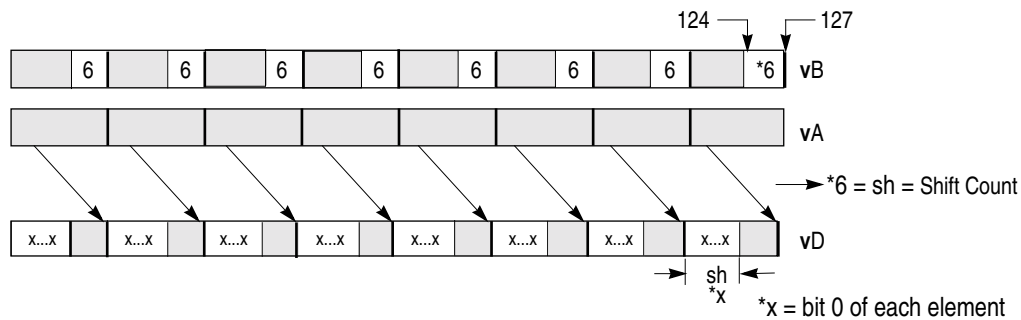 124 127
6 6 6 6 6 6 6 *6 vB
vA
*6 = sh = Shift Count
x...x x...x x...x x...x x...x x...x x...x x...x vD
sh
*x
*x = bit 0 of each element